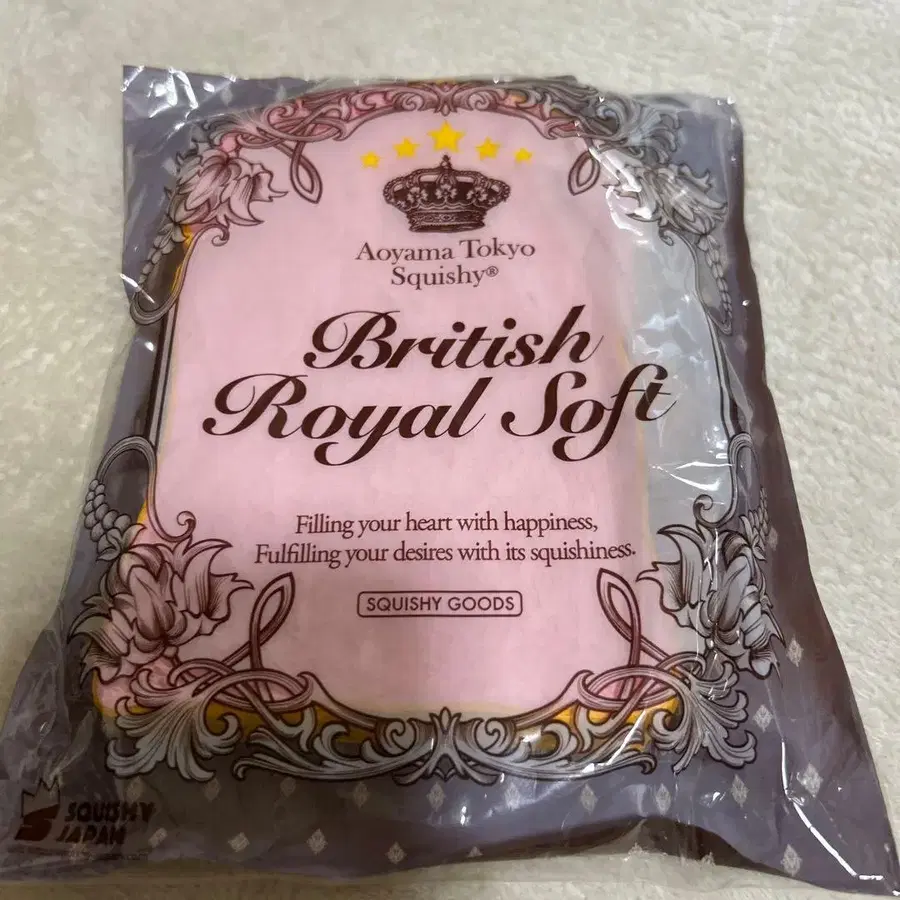 Aoyama Tokyo
Squishy®
British
Royal Soft
Filling your heart with happiness,
Fulfilling your desires with its squishiness.
SQUISHY GOODS
SQUISHY
JAPAN